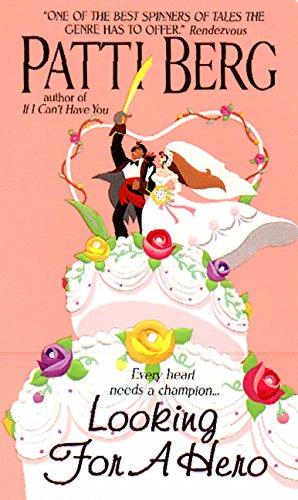 "ONE OF THE BEST SPINNERS OF TALES THE
GENRE HAS TO OFFER." Rendezvous
PATTI BERG
author of
If I Can't Have You
Every heart
needs a champion...
Looking
For A Hero